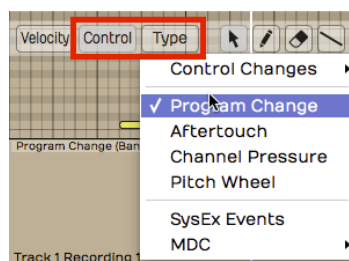 Velocity Control Type
Control Changes
✓ Program Change
Aftertouch
Channel Pressure
Pitch Wheel
Program Change (Ban
SysEx Events
MDC
Track 1 Recording 1